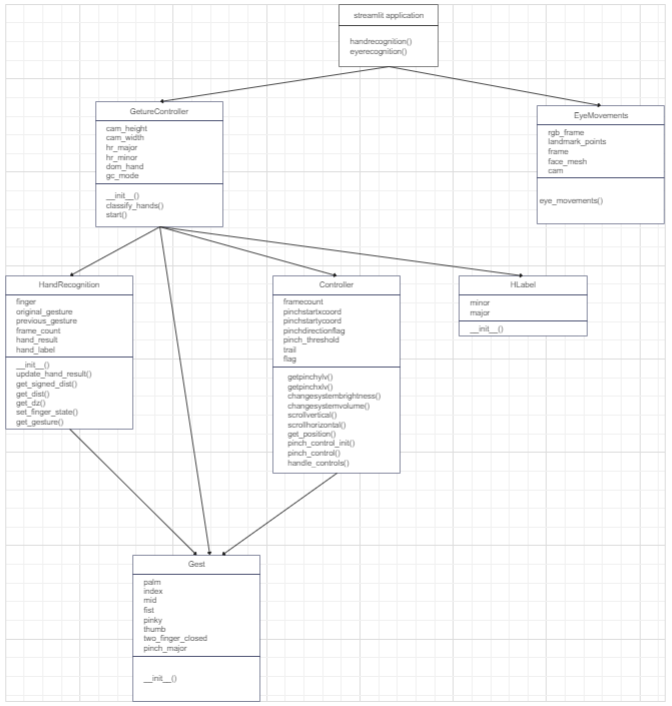 streamlit application
handrecognition()
eyerecognition()
GetureController
cam_height
cam_width
hr_major
hr_minor
dom_hand
gc_mode
__init__()
classify_hands()
start()
EyeMovements
rgb_frame
landmark_points
frame
face_mesh
cam
eye_movements()
HandRecognition
finger
original_gesture
previous_gesture
frame_count
hand_result
hand_label
__init__()
update_hand_result()
get_signed_dist()
get_dist()
get_dz()
set_finger_state()
get_gesture()
Controller
framecount
pinchstartxcoord
pinchstartycoord
pinchdirectionflag
pinch_threshold
trail
flag
getpinchylv()
getpinchxlv()
changesystembrightness()
changesystemvolume()
scrollvertical()
scrollhorizontal()
get_position()
pinch_control_init()
pinch_control()
handle_controls()
HLabel
minor
major
__init__()
Gest
palm
index
mid
fist
pinky
thumb
two_finger_closed
pinch_major
__init__()